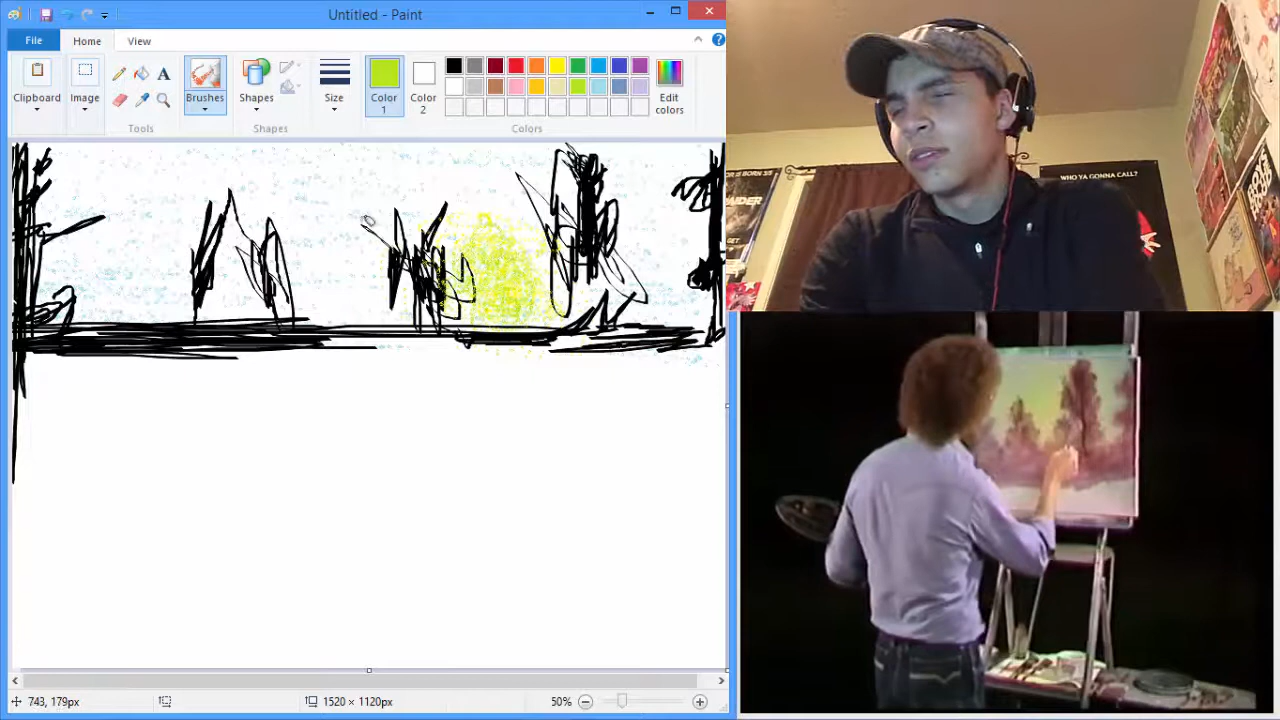 Untitled - Paint
File
Home
View
Clipboard
Image
Tools
Brushes
Shapes
Shapes
Size
Color 1
Color 2
Edit colors
Colors
743, 179px
1520 × 1120px
50%
WHO YA GONNA CALL?